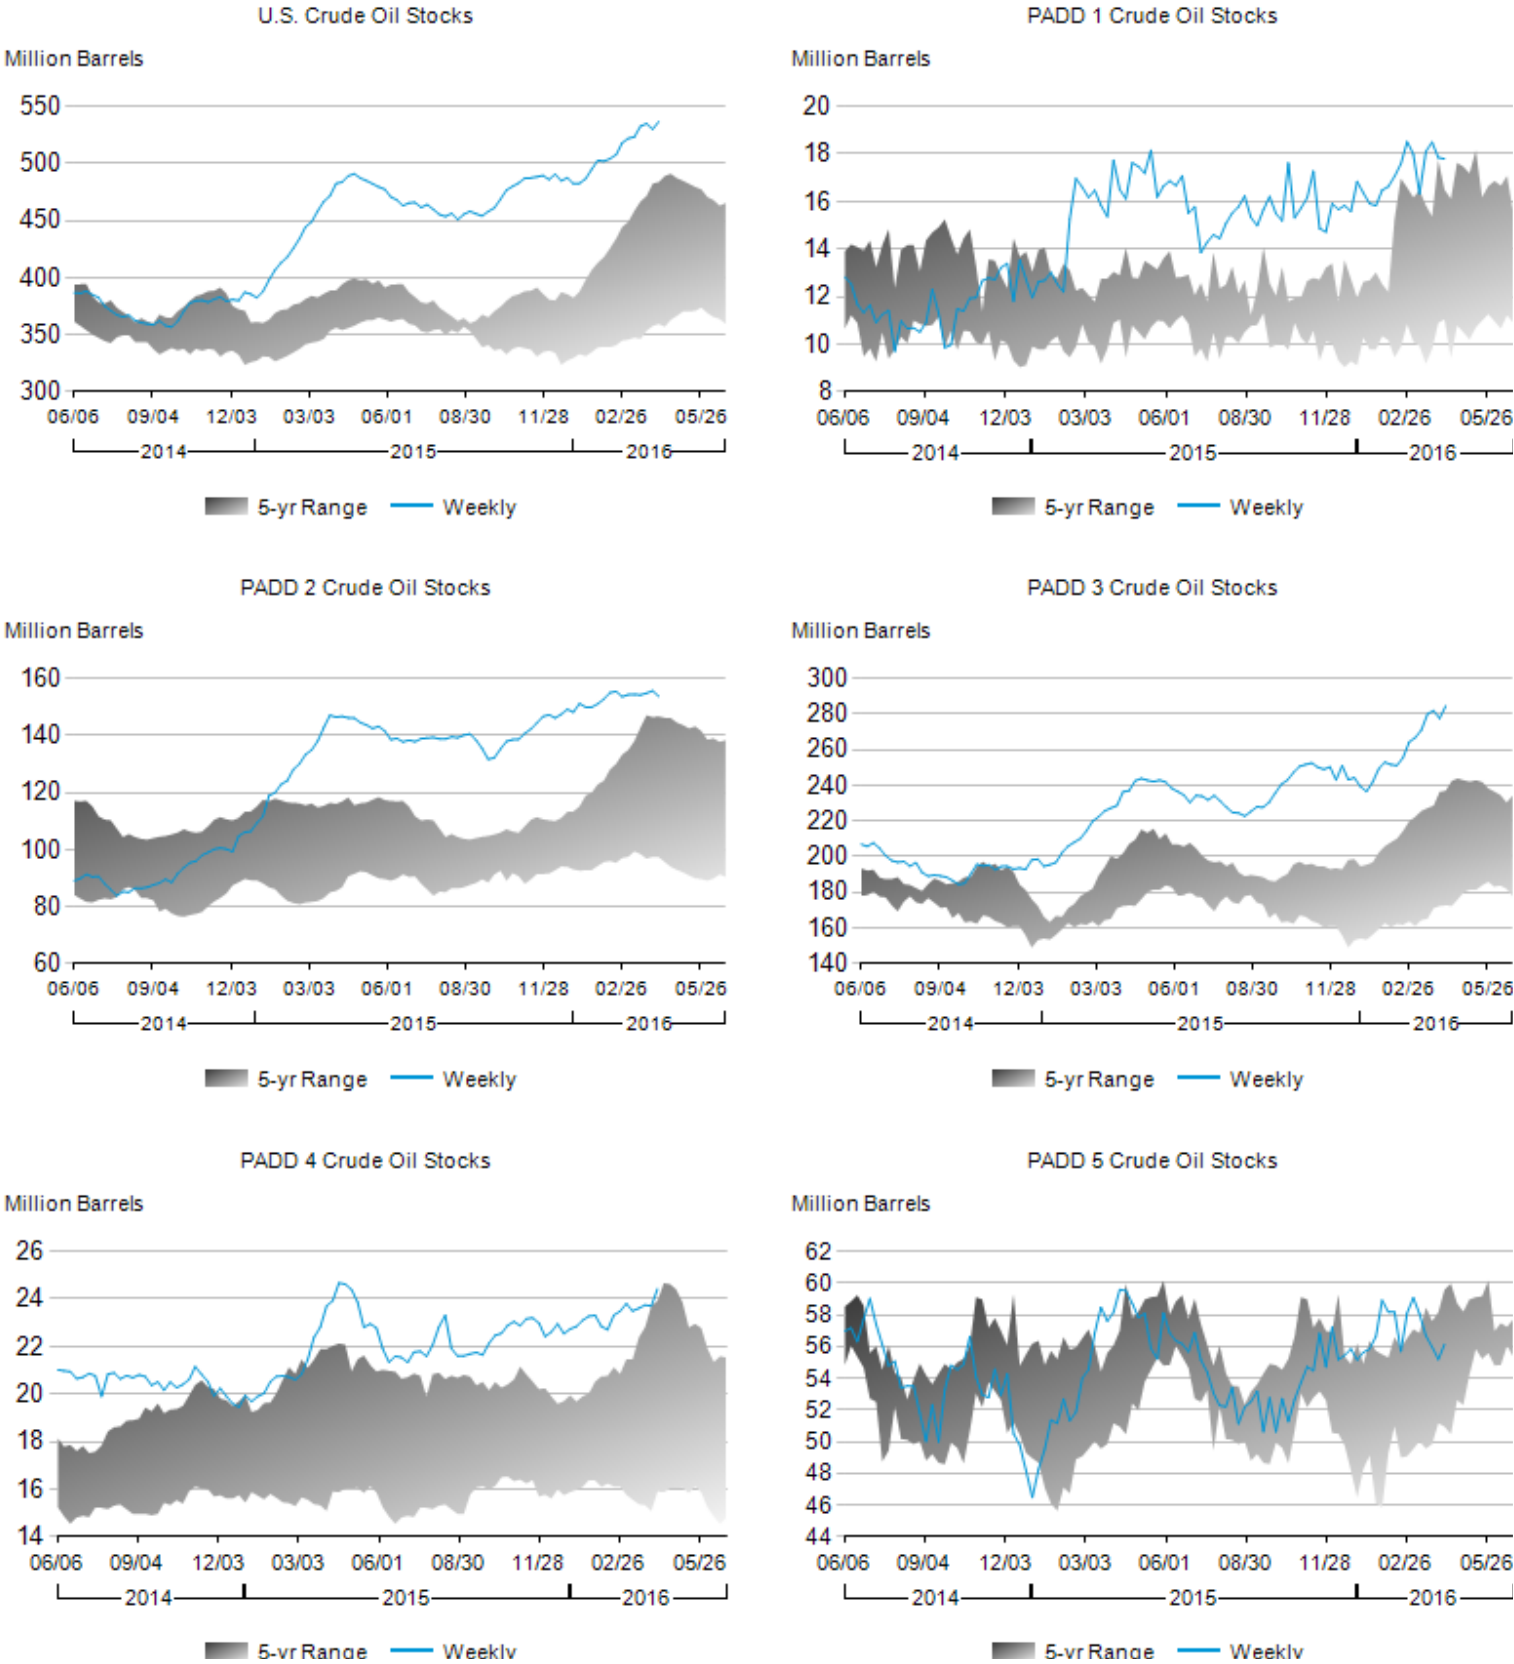 U.S. Crude Oil Stocks
Million Barrels
550
500
450
400
350
300
06/06 09/04 12/03 03/03 06/01 08/30 11/28 02/26 05/26
2014 2015 2016
5-yr Range Weekly
PADD 1 Crude Oil Stocks
Million Barrels
20
18
16
14
12
10
8
06/06 09/04 12/03 03/03 06/01 08/30 11/28 02/26 05/26
2014 2015 2016
5-yr Range Weekly
PADD 2 Crude Oil Stocks
Million Barrels
160
140
120
100
80
60
06/06 09/04 12/03 03/03 06/01 08/30 11/28 02/26 05/26
2014 2015 2016
5-yr Range Weekly
PADD 3 Crude Oil Stocks
Million Barrels
300
280
260
240
220
200
180
160
140
06/06 09/04 12/03 03/03 06/01 08/30 11/28 02/26 05/26
2014 2015 2016
5-yr Range Weekly
PADD 4 Crude Oil Stocks
Million Barrels
26
24
22
20
18
16
14
06/06 09/04 12/03 03/03 06/01 08/30 11/28 02/26 05/26
2014 2015 2016
5-yr Range Weekly
PADD 5 Crude Oil Stocks
Million Barrels
62
60
58
56
54
52
50
48
46
44
06/06 09/04 12/03 03/03 06/01 08/30 11/28 02/26 05/26
2014 2015 2016
5-yr Range Weekly